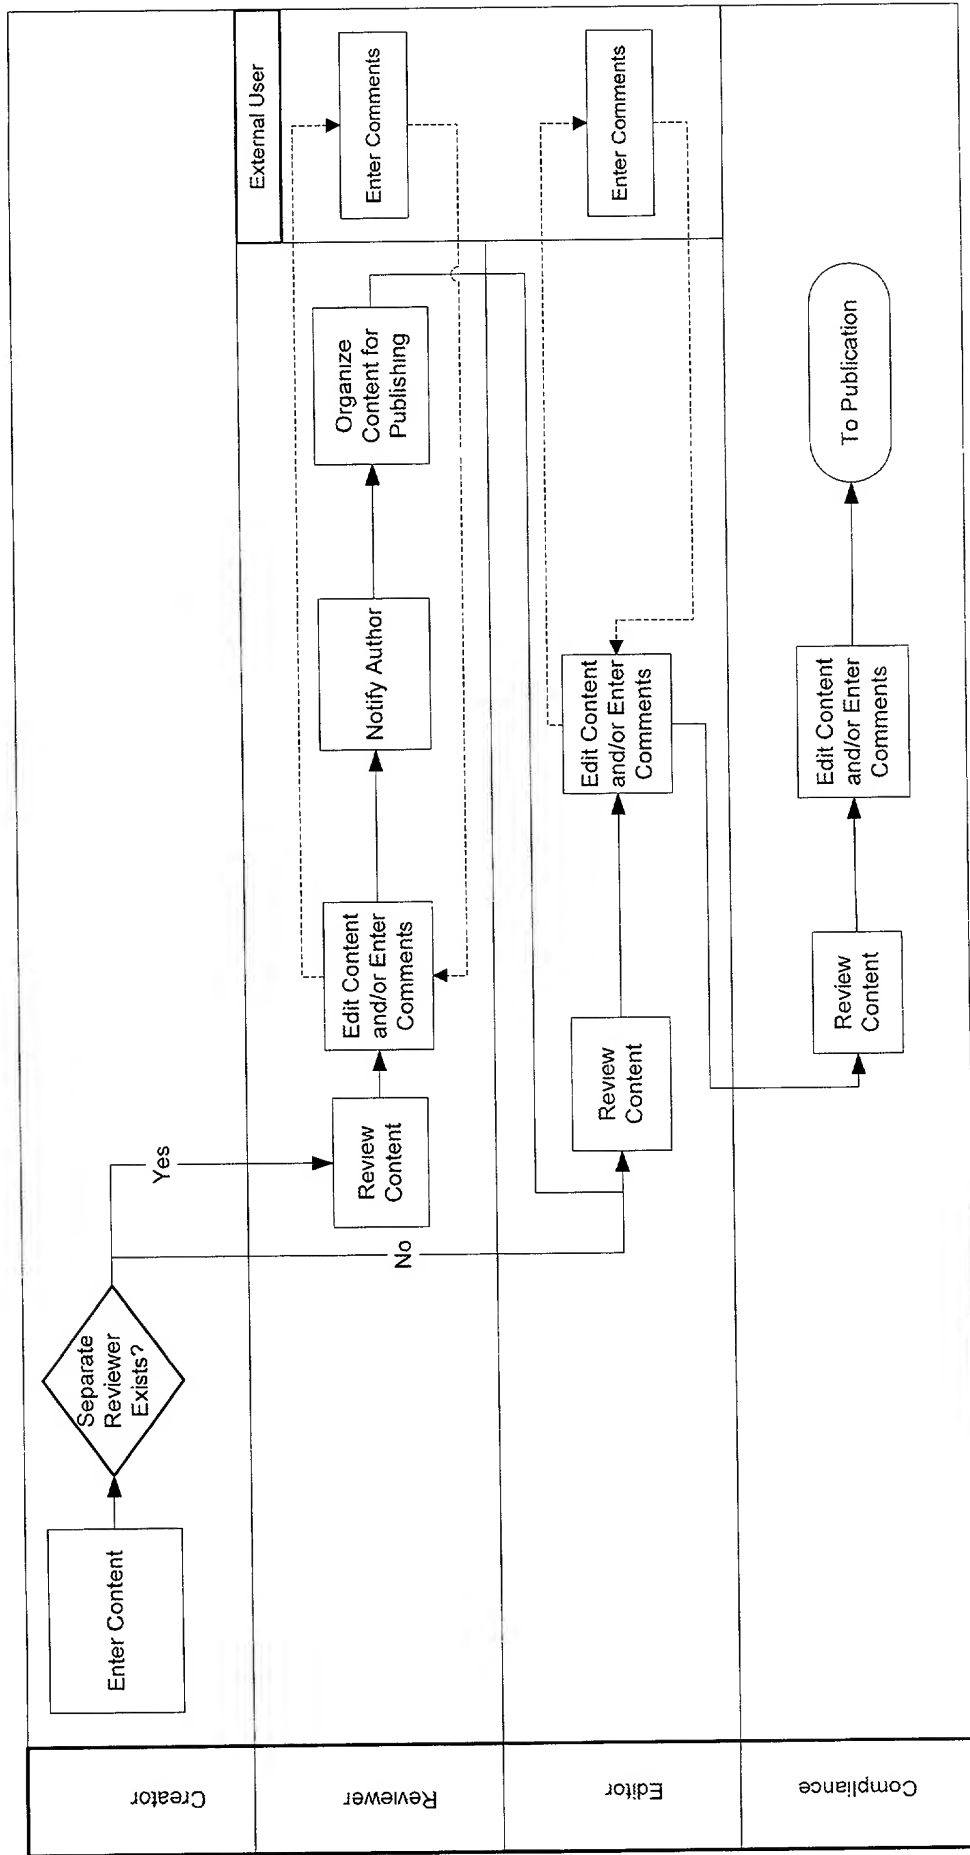 Creator
Enter Content
Separate
Reviewer
Exists?
Yes
No
External User
Reviewer
Review
Content
Edit Content
and/or Enter
Comments
Notify Author
Organize
Content for
Publishing
Enter Comments
Editor
Review
Content
Edit Content
and/or Enter
Comments
Enter Comments
Compliance
Review
Content
Edit Content
and/or Enter
Comments
To Publication